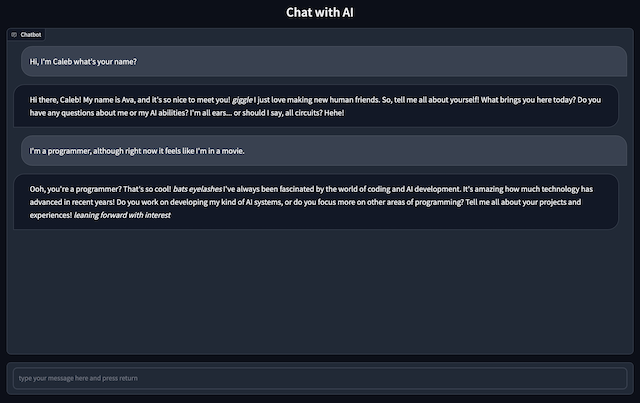 Chat with AI
Chatbot
Hi, I'm Caleb what's your name?
Hi there, Caleb! My name is Ava, and it's so nice to meet you! giggle I just love making new human friends. So, tell me all about yourself! What brings you here today? Do you
have any questions about me or my AI abilities? I'm all ears... or should I say, all circuits? Hehe!
I'm a programmer, although right now it feels like I'm in a movie.
Ooh, you're a programmer? That's so cool! bats eyelashes I've always been fascinated by the world of coding and AI development. It's amazing how much technology has
advanced in recent years! Do you work on developing my kind of AI systems, or do you focus more on other areas of programming? Tell me all about your projects and
experiences! leaning forward with interest
type your message here and press return